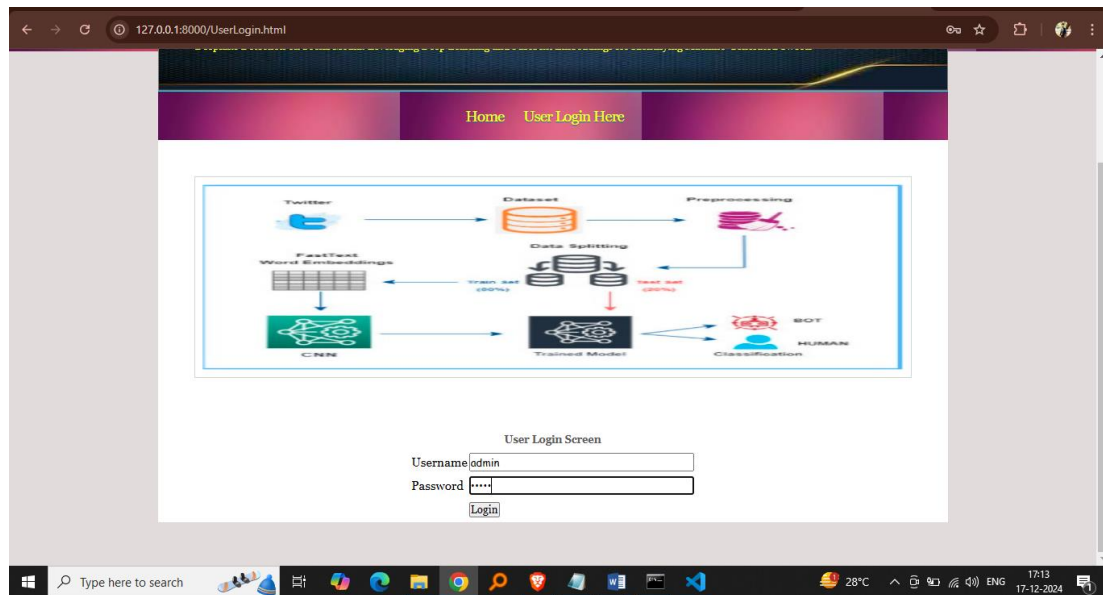 127.0.0.1:8000/UserLogin.html
Home User Login Here
Twitter
Dataset
Preprocessing
FastText
Word Embeddings
Data Splitting
Train set
(80%)
Test set
(20%)
BOT
HUMAN
CNN
Trained Model
Classification
User Login Screen
Username admin
Password •••••
Login
Type here to search
28°C
ENG
17:13
17-12-2024